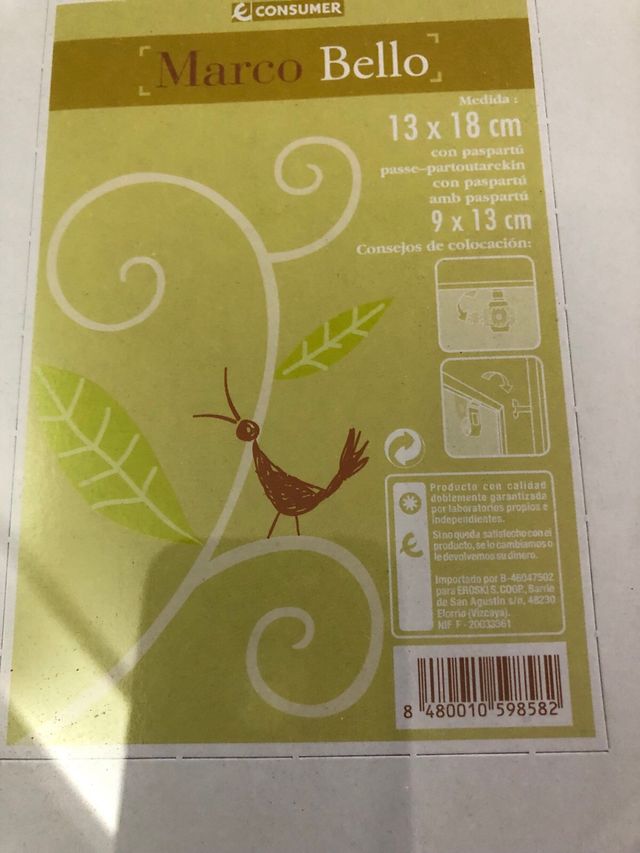 CONSUMER
Marco Bello
Medida :
13 x 18 cm
con paspartú
passe-partoutarekin
con paspartú
amb paspartú
9 x 13 cm
Consejos de colocación:
Producto con calidad
doblemente garantizada
por laboratorios propios e
independientes.
Si no queda satisfecho con el
producto, se lo cambiamos o
le devolvemos su dinero.
Importado por B-46047502
para EROSKI S. COOP., Barrio
de San Agustín s/n, 48230
Elorrio (Vizcaya).
NIF F - 20033361
8 480010 598582